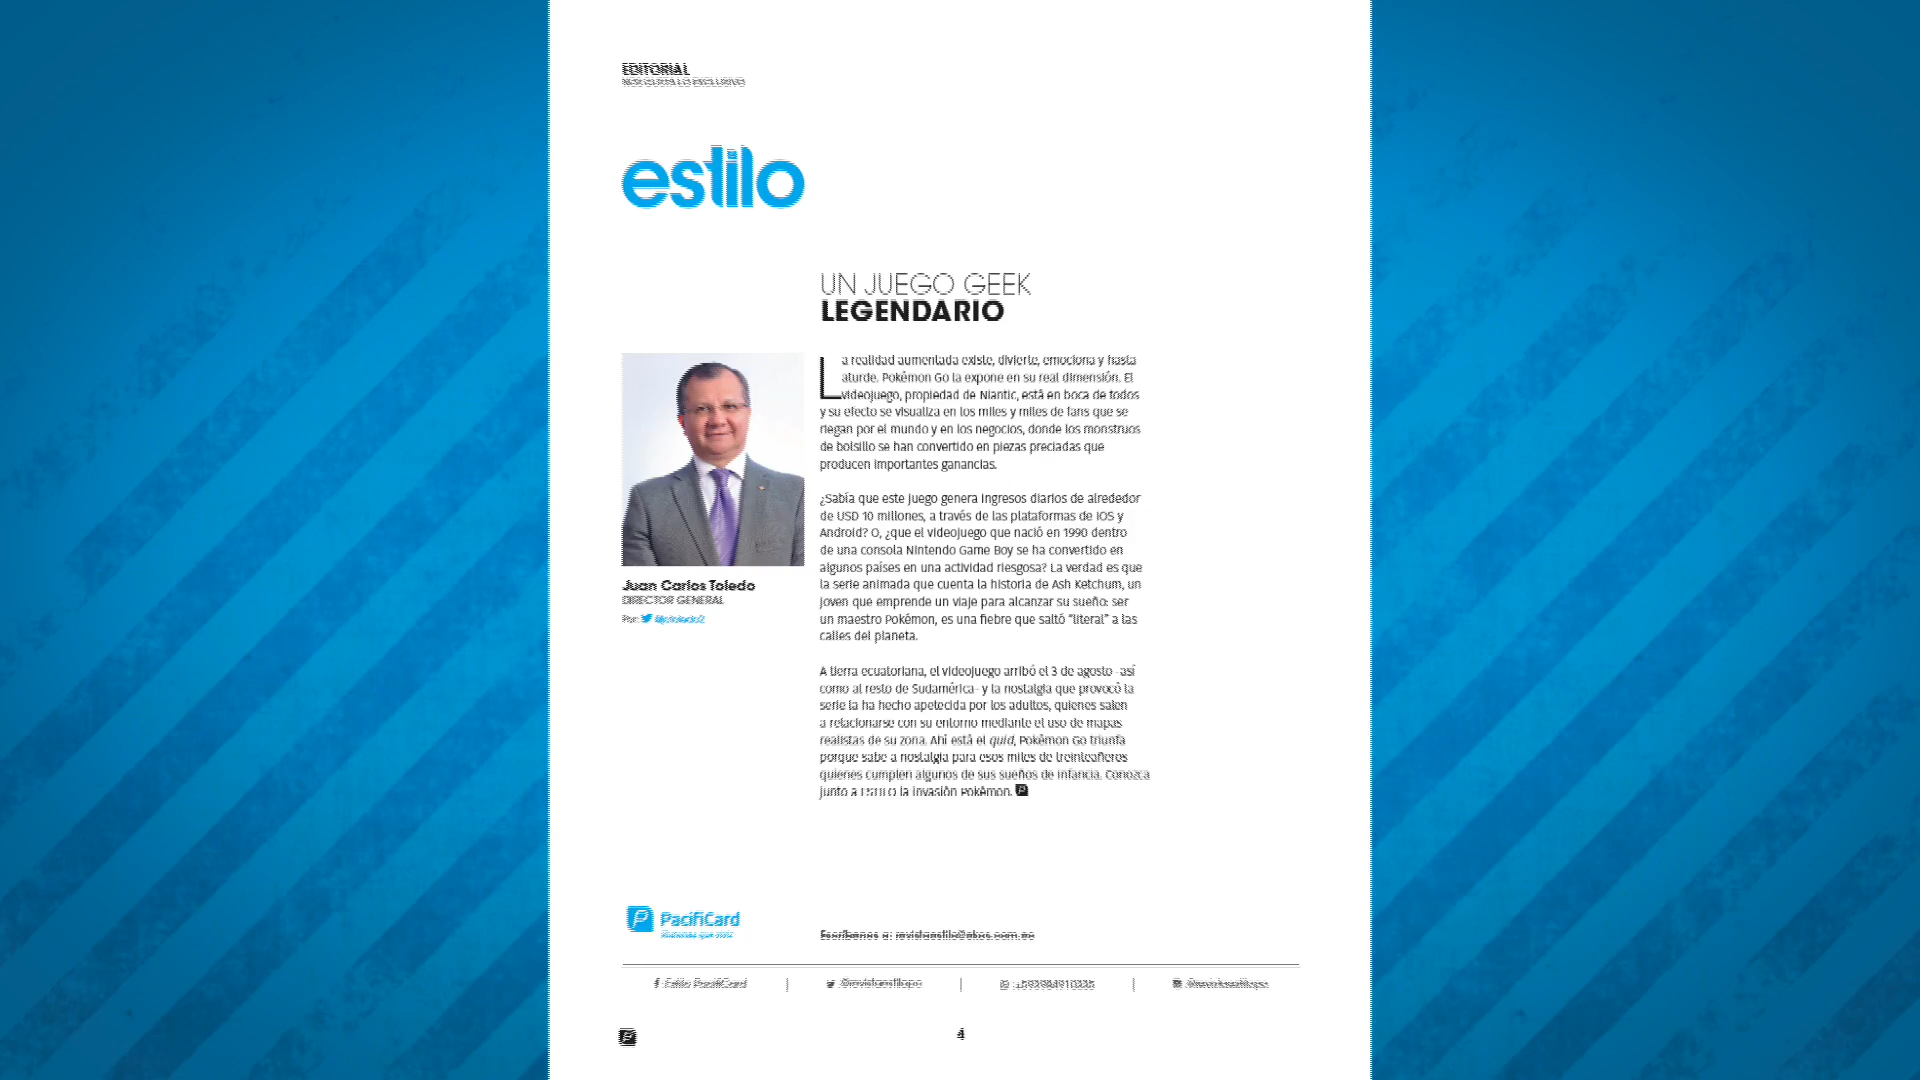 EDITORIAL
estilo
UN JUEGO GEEK
LEGENDARIO
La realidad aumentada existe, divierte, emociona y hasta
aturde. Pokémon Go la expone en su real dimensión. El
videojuego, propiedad de Niantic, está en boca de todos
y su efecto se visualiza en los miles y miles de fans que se
riegan por el mundo y en los negocios, donde los monstruos
de bolsillo se han convertido en piezas preciadas que
producen importantes ganancias.
¿Sabía que este juego genera ingresos diarios de alrededor
de USD 10 millones, a través de las plataformas de iOS y
Android? O, ¿que el videojuego que nació en 1990 dentro
de una consola Nintendo Game Boy se ha convertido en
algunos países en una actividad riesgosa? La verdad es que
la serie animada que cuenta la historia de Ash Ketchum, un
joven que emprende un viaje para alcanzar su sueño: ser
un maestro Pokémon, es una fiebre que saltó "literal" a las
calles del planeta.
A tierra ecuatoriana, el videojuego arribó el 3 de agosto -así
como al resto de Sudamérica- y la nostalgia que provocó la
serie la ha hecho apetecida por los adultos, quienes salen
a relacionarse con su entorno mediante el uso de mapas
realistas de su zona. Ahí está el quid, Pokémon Go triunfa
porque sabe a nostalgia para esos miles de treinteañeros
quienes cumplen algunos de sus sueños de infancia. Conozca
junto a ESTILO la invasión Pokémon.
Juan Carlos Toledo
DIRECTOR GENERAL
Por:
PacifiCard
Escríbenos a:
Estilo PacifiCard
4